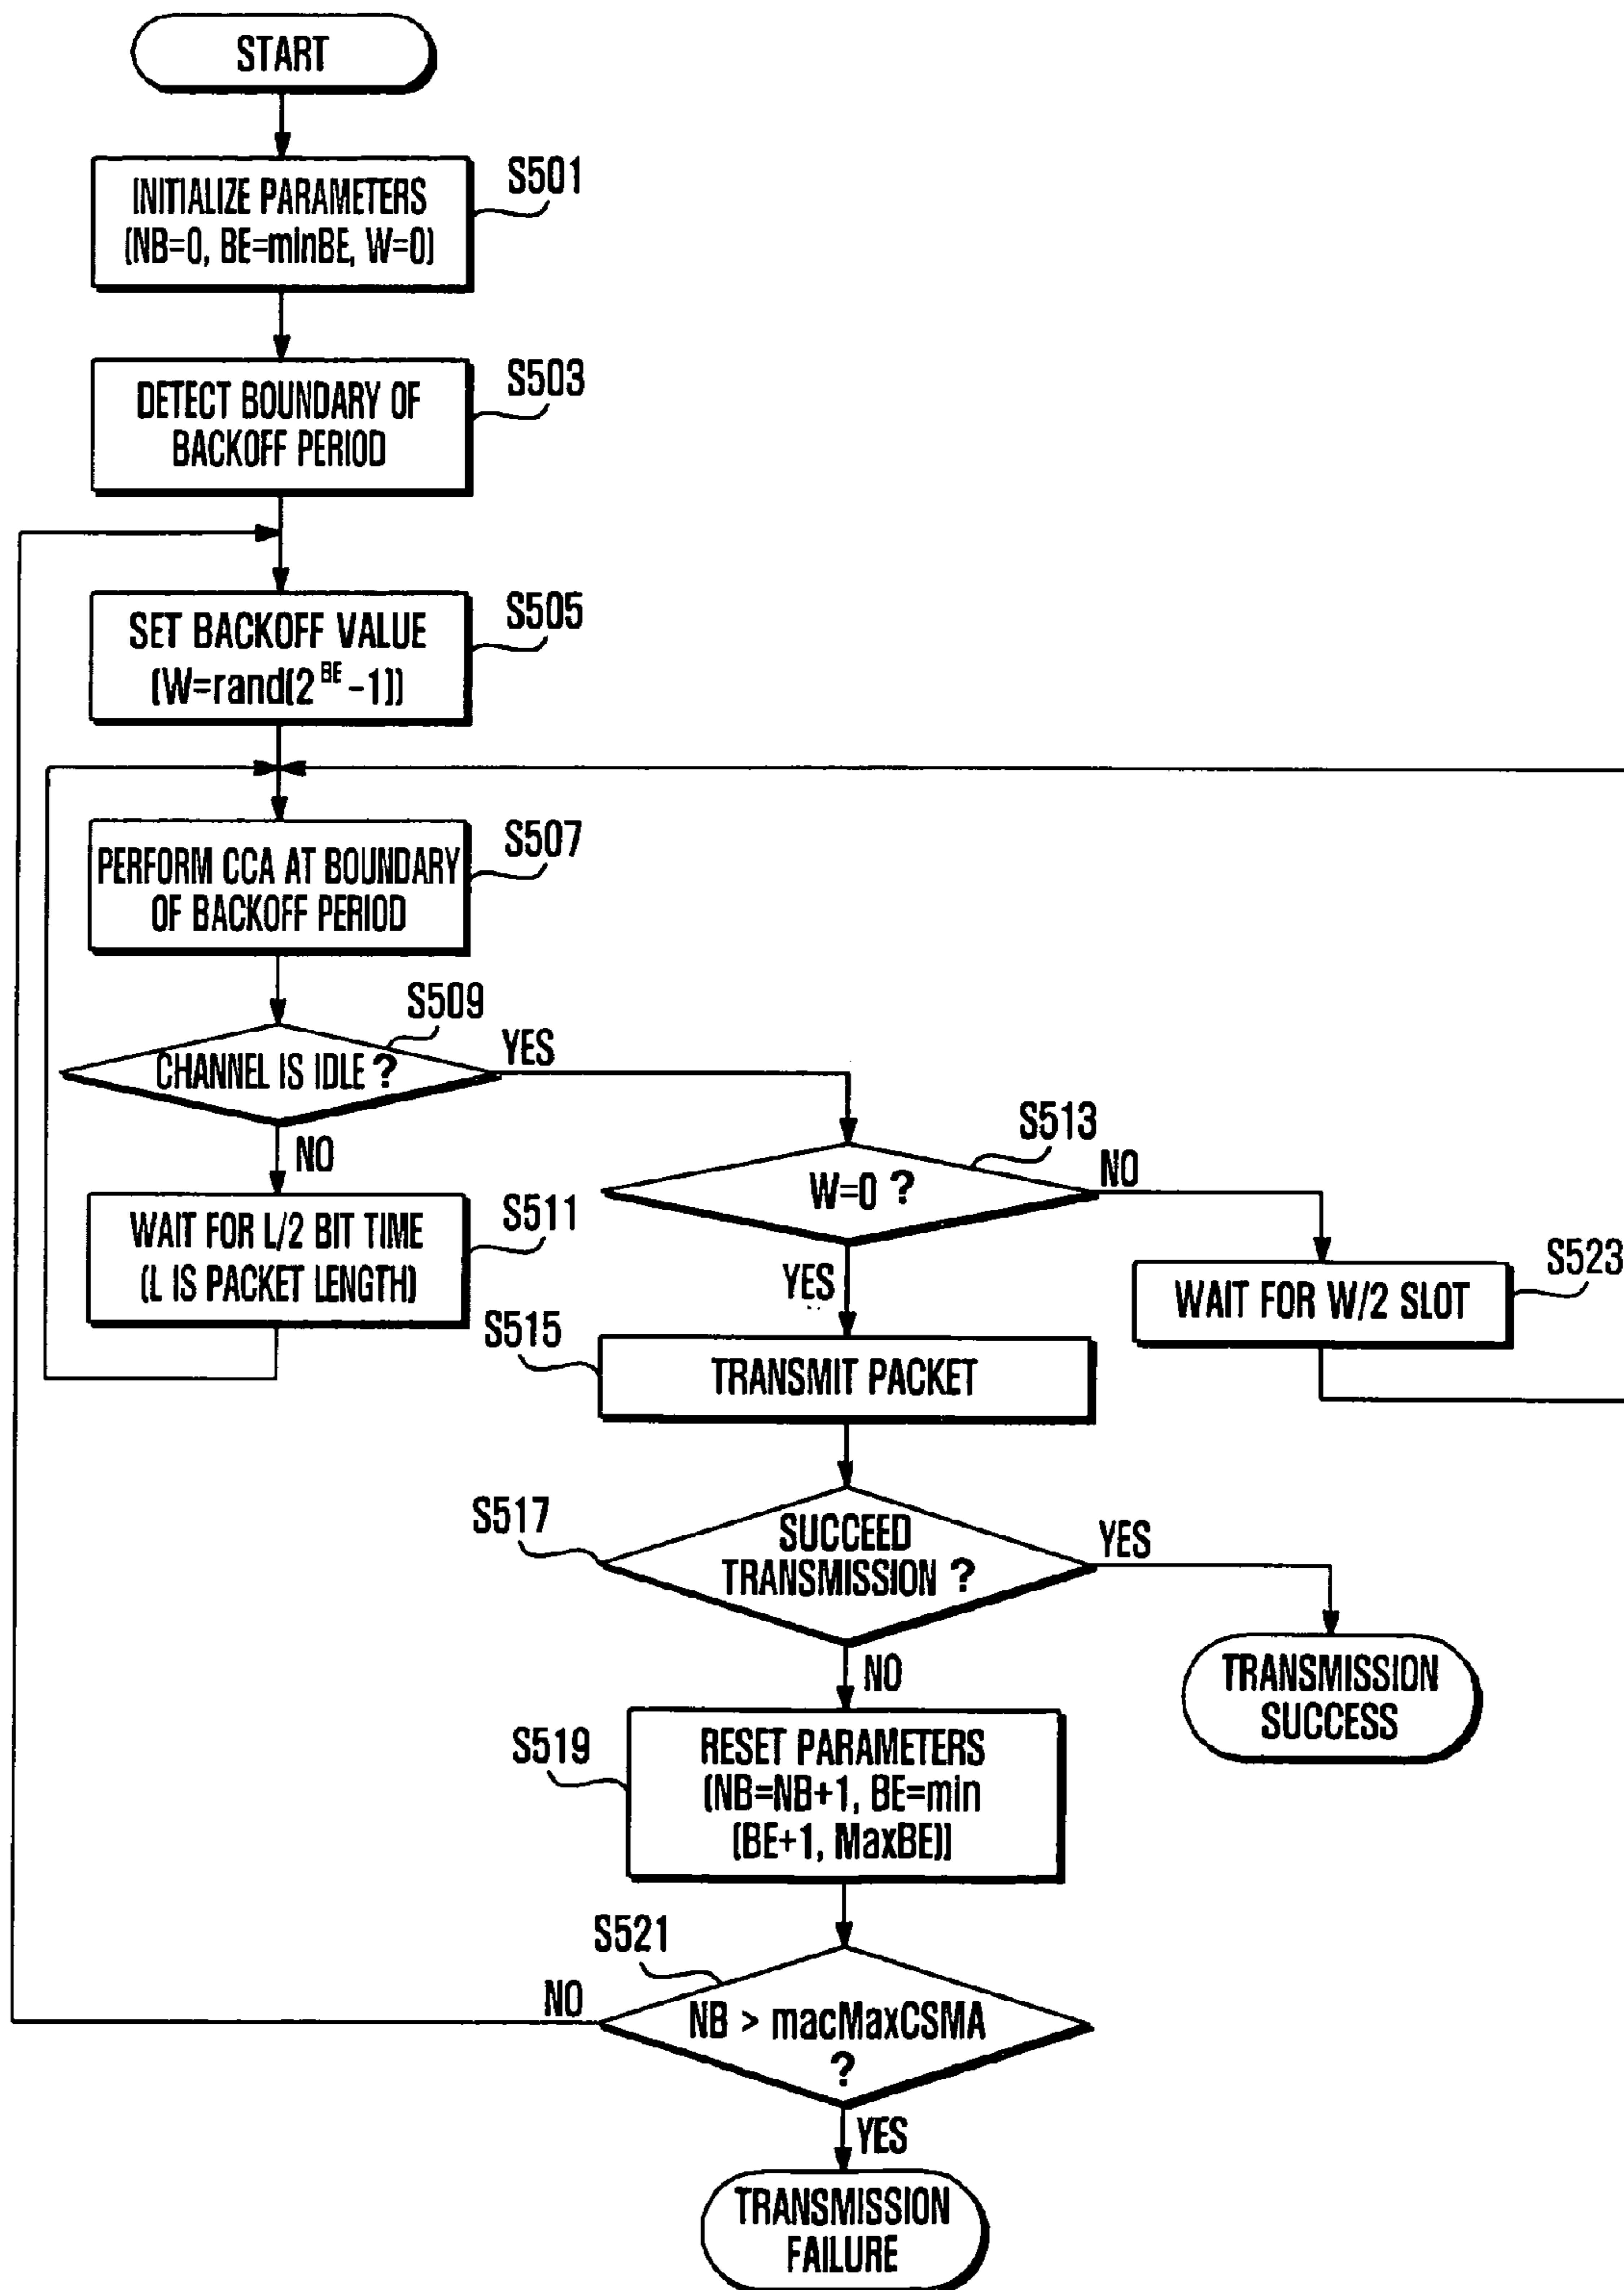 START
S501
INITIALIZE PARAMETERS
(NB=0, BE=minBE, W=0)
S503
DETECT BOUNDARY OF
BACKOFF PERIOD
S505
SET BACKOFF VALUE
(W=rand(2^BE -1))
S507
PERFORM CCA AT BOUNDARY
OF BACKOFF PERIOD
S509
CHANNEL IS IDLE ?
YES
NO
S511
WAIT FOR L/2 BIT TIME
(L IS PACKET LENGTH)
S513
W=0 ?
NO
YES
S523
WAIT FOR W/2 SLOT
S515
TRANSMIT PACKET
S517
SUCCEED
TRANSMISSION ?
YES
NO
TRANSMISSION
SUCCESS
S519
RESET PARAMETERS
(NB=NB+1, BE=min
(BE+1, MaxBE))
S521
NO
NB > macMaxCSMA
?
YES
TRANSMISSION
FAILURE